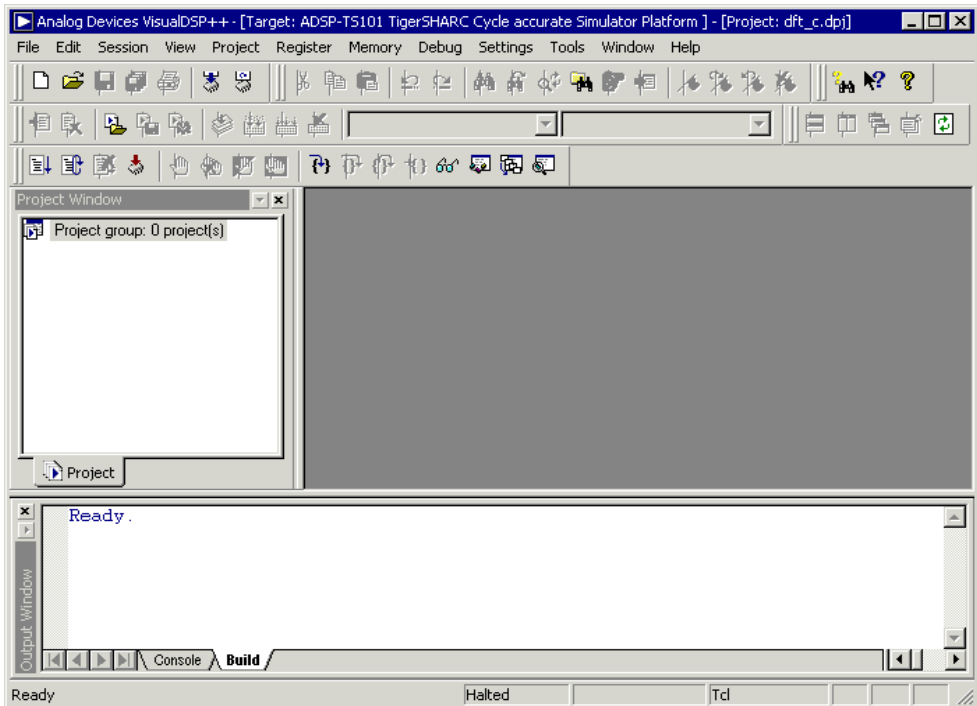 Analog Devices VisualDSP++ - [Target: ADSP-TS101 TigerSHARC Cycle accurate Simulator Platform ] - [Project: dft_c.dpj]
File Edit Session View Project Register Memory Debug Settings Tools Window Help
Project Window
Project group: 0 project(s)
Project
Ready.
Output Window
Console Build
Ready Halted Tcl